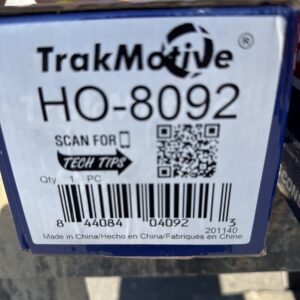 TrakMotive®
HO-8092
SCAN FOR
TECH TIPS
Qty 1 PC
8 44084 04092 3
201140
Made in China/Hecho en China/Fabriqués en Chine